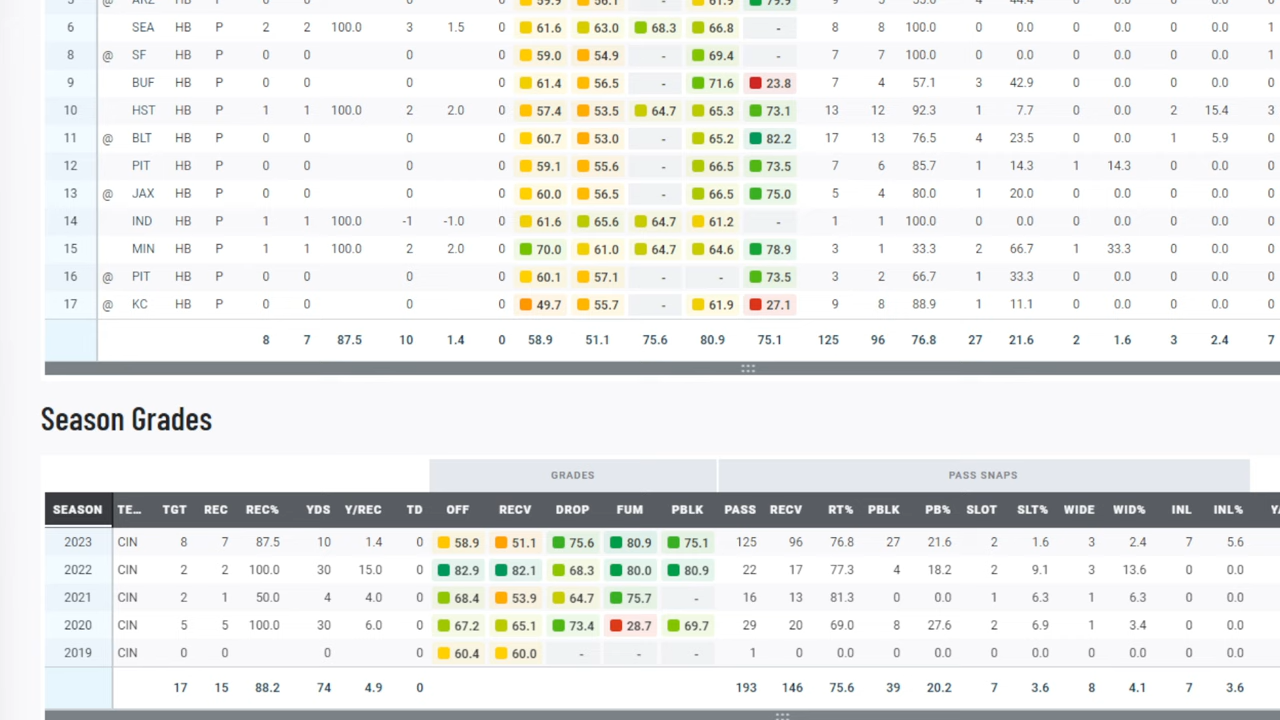 6 SEA HB P 2 2 100.0 3 1.5 0 61.6 63.0 68.3 66.8 - 8 8 100.0 0 0.0 0 0.0 0 0.0 1
8 @ SF HB P 0 0 0 0 59.0 54.9 - 69.4 - 7 7 100.0 0 0.0 0 0.0 0 0.0 1
9 BUF HB P 0 0 0 0 61.4 56.5 - 71.6 23.8 7 4 57.1 3 42.9 0 0.0 0 0.0 0
10 HST HB P 1 1 100.0 2 2.0 0 57.4 53.5 64.7 65.3 73.1 13 12 92.3 1 7.7 0 0.0 2 15.4 3
11 @ BLT HB P 0 0 0 0 60.7 53.0 - 65.2 82.2 17 13 76.5 4 23.5 0 0.0 1 5.9 0
12 PIT HB P 0 0 0 0 59.1 55.6 - 66.5 73.5 7 6 85.7 1 14.3 1 14.3 0 0.0 0
13 @ JAX HB P 0 0 0 0 60.0 56.5 - 66.5 75.0 5 4 80.0 1 20.0 0 0.0 0 0.0 0
14 IND HB P 1 1 100.0 -1 -1.0 0 61.6 65.6 64.7 61.2 - 1 1 100.0 0 0.0 0 0.0 0 0.0 0
15 MIN HB P 1 1 100.0 2 2.0 0 70.0 61.0 64.7 64.6 78.9 3 1 33.3 2 66.7 1 33.3 0 0.0 0
16 @ PIT HB P 0 0 0 0 60.1 57.1 - - 73.5 3 2 66.7 1 33.3 0 0.0 0 0.0 0
17 @ KC HB P 0 0 0 0 49.7 55.7 - 61.9 27.1 9 8 88.9 1 11.1 0 0.0 0 0.0 0
8 7 87.5 10 1.4 0 58.9 51.1 75.6 80.9 75.1 125 96 76.8 27 21.6 2 1.6 3 2.4 7
Season Grades
GRADES PASS SNAPS
SEASON TE... TGT REC REC% YDS Y/REC TD OFF RECV DROP FUM PBLK PASS RECV RT% PBLK PB% SLOT SLT% WIDE WID% INL INL%
2023 CIN 8 7 87.5 10 1.4 0 58.9 51.1 75.6 80.9 75.1 125 96 76.8 27 21.6 2 1.6 3 2.4 7 5.6
2022 CIN 2 2 100.0 30 15.0 0 82.9 82.1 68.3 80.0 80.9 22 17 77.3 4 18.2 2 9.1 3 13.6 0 0.0
2021 CIN 2 1 50.0 4 4.0 0 68.4 53.9 64.7 75.7 - 16 13 81.3 0 0.0 1 6.3 1 6.3 0 0.0
2020 CIN 5 5 100.0 30 6.0 0 67.2 65.1 73.4 28.7 69.7 29 20 69.0 8 27.6 2 6.9 1 3.4 0 0.0
2019 CIN 0 0 0 0 60.4 60.0 - - - 1 0 0.0 0 0.0 0 0.0 0 0.0 0 0.0
17 15 88.2 74 4.9 0 193 146 75.6 39 20.2 7 3.6 8 4.1 7 3.6